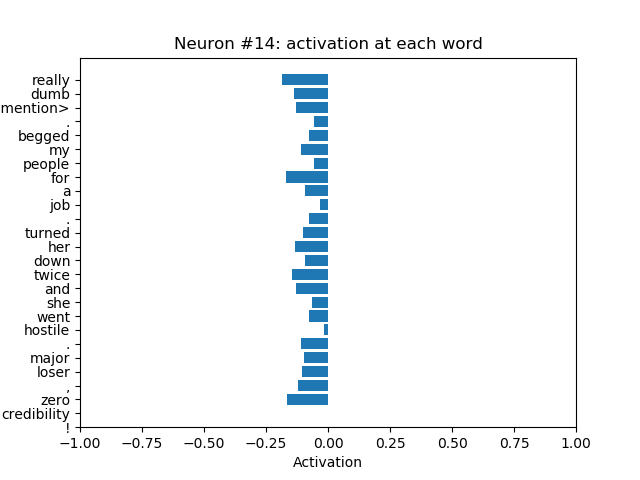 Neuron #14: activation at each word
really
dumb
mention>
.
begged
my
people
for
a
job
.
turned
her
down
twice
and
she
went
hostile
.
major
loser
,
zero
credibility
!
−1.00 −0.75 −0.50 −0.25 0.00 0.25 0.50 0.75 1.00
Activation